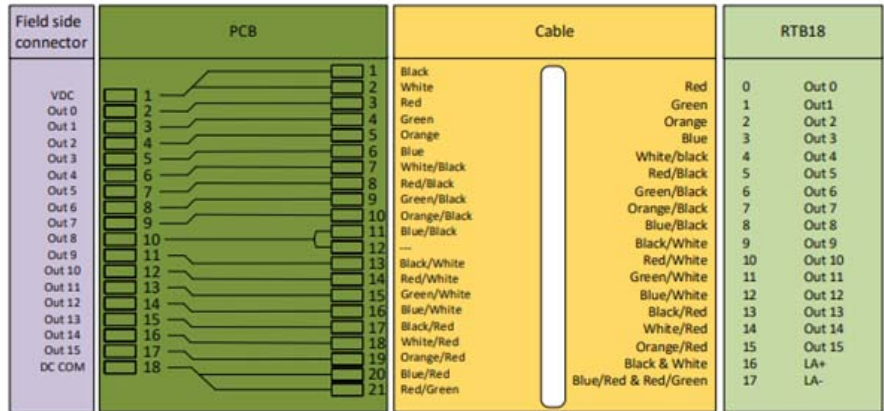 Field side connector
PCB
Cable
RTB18
VDC
Out 0
Out 1
Out 2
Out 3
Out 4
Out 5
Out 6
Out 7
Out 8
Out 9
Out 10
Out 11
Out 12
Out 13
Out 14
Out 15
DC COM
1
2
3
4
5
6
7
8
9
10
11
12
13
14
15
16
17
18
1
2
3
4
5
6
7
8
9
10
11
12
13
14
15
16
17
18
19
20
21
Black
White
Red
Green
Orange
Blue
White/Black
Red/Black
Green/Black
Orange/Black
Blue/Black
---
Black/White
Red/White
Green/White
Blue/White
Black/Red
White/Red
Orange/Red
Blue/Red
Red/Green
Red 0 Out 0
Green 1 Out1
Orange 2 Out 2
Blue 3 Out 3
White/black 4 Out 4
Red/Black 5 Out 5
Green/Black 6 Out 6
Orange/Black 7 Out 7
Blue/Black 8 Out 8
Black/White 9 Out 9
Red/White 10 Out 10
Green/White 11 Out 11
Blue/White 12 Out 12
Black/Red 13 Out 13
White/Red 14 Out 14
Orange/Red 15 Out 15
Black & White 16 LA+
Blue/Red & Red/Green 17 LA-